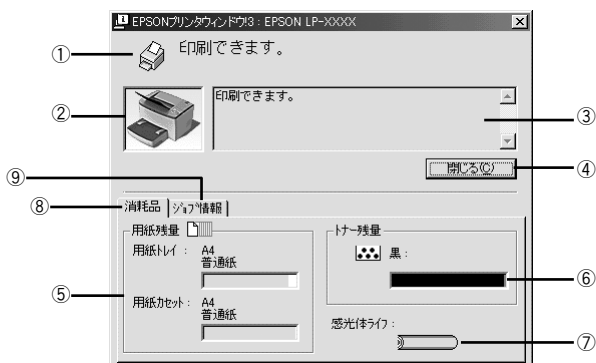 EPSONプリンタウィンドウ!3 : EPSON LP-XXXX
① 印刷できます。
② 印刷できます。
③
閉じる(C) ④
⑨
⑧ 消耗品 ジョブ情報
用紙残量
トナー残量
用紙トレイ : A4
普通紙
黒 :
⑤
⑥
用紙カセット : A4
普通紙
感光体ライフ :
⑦